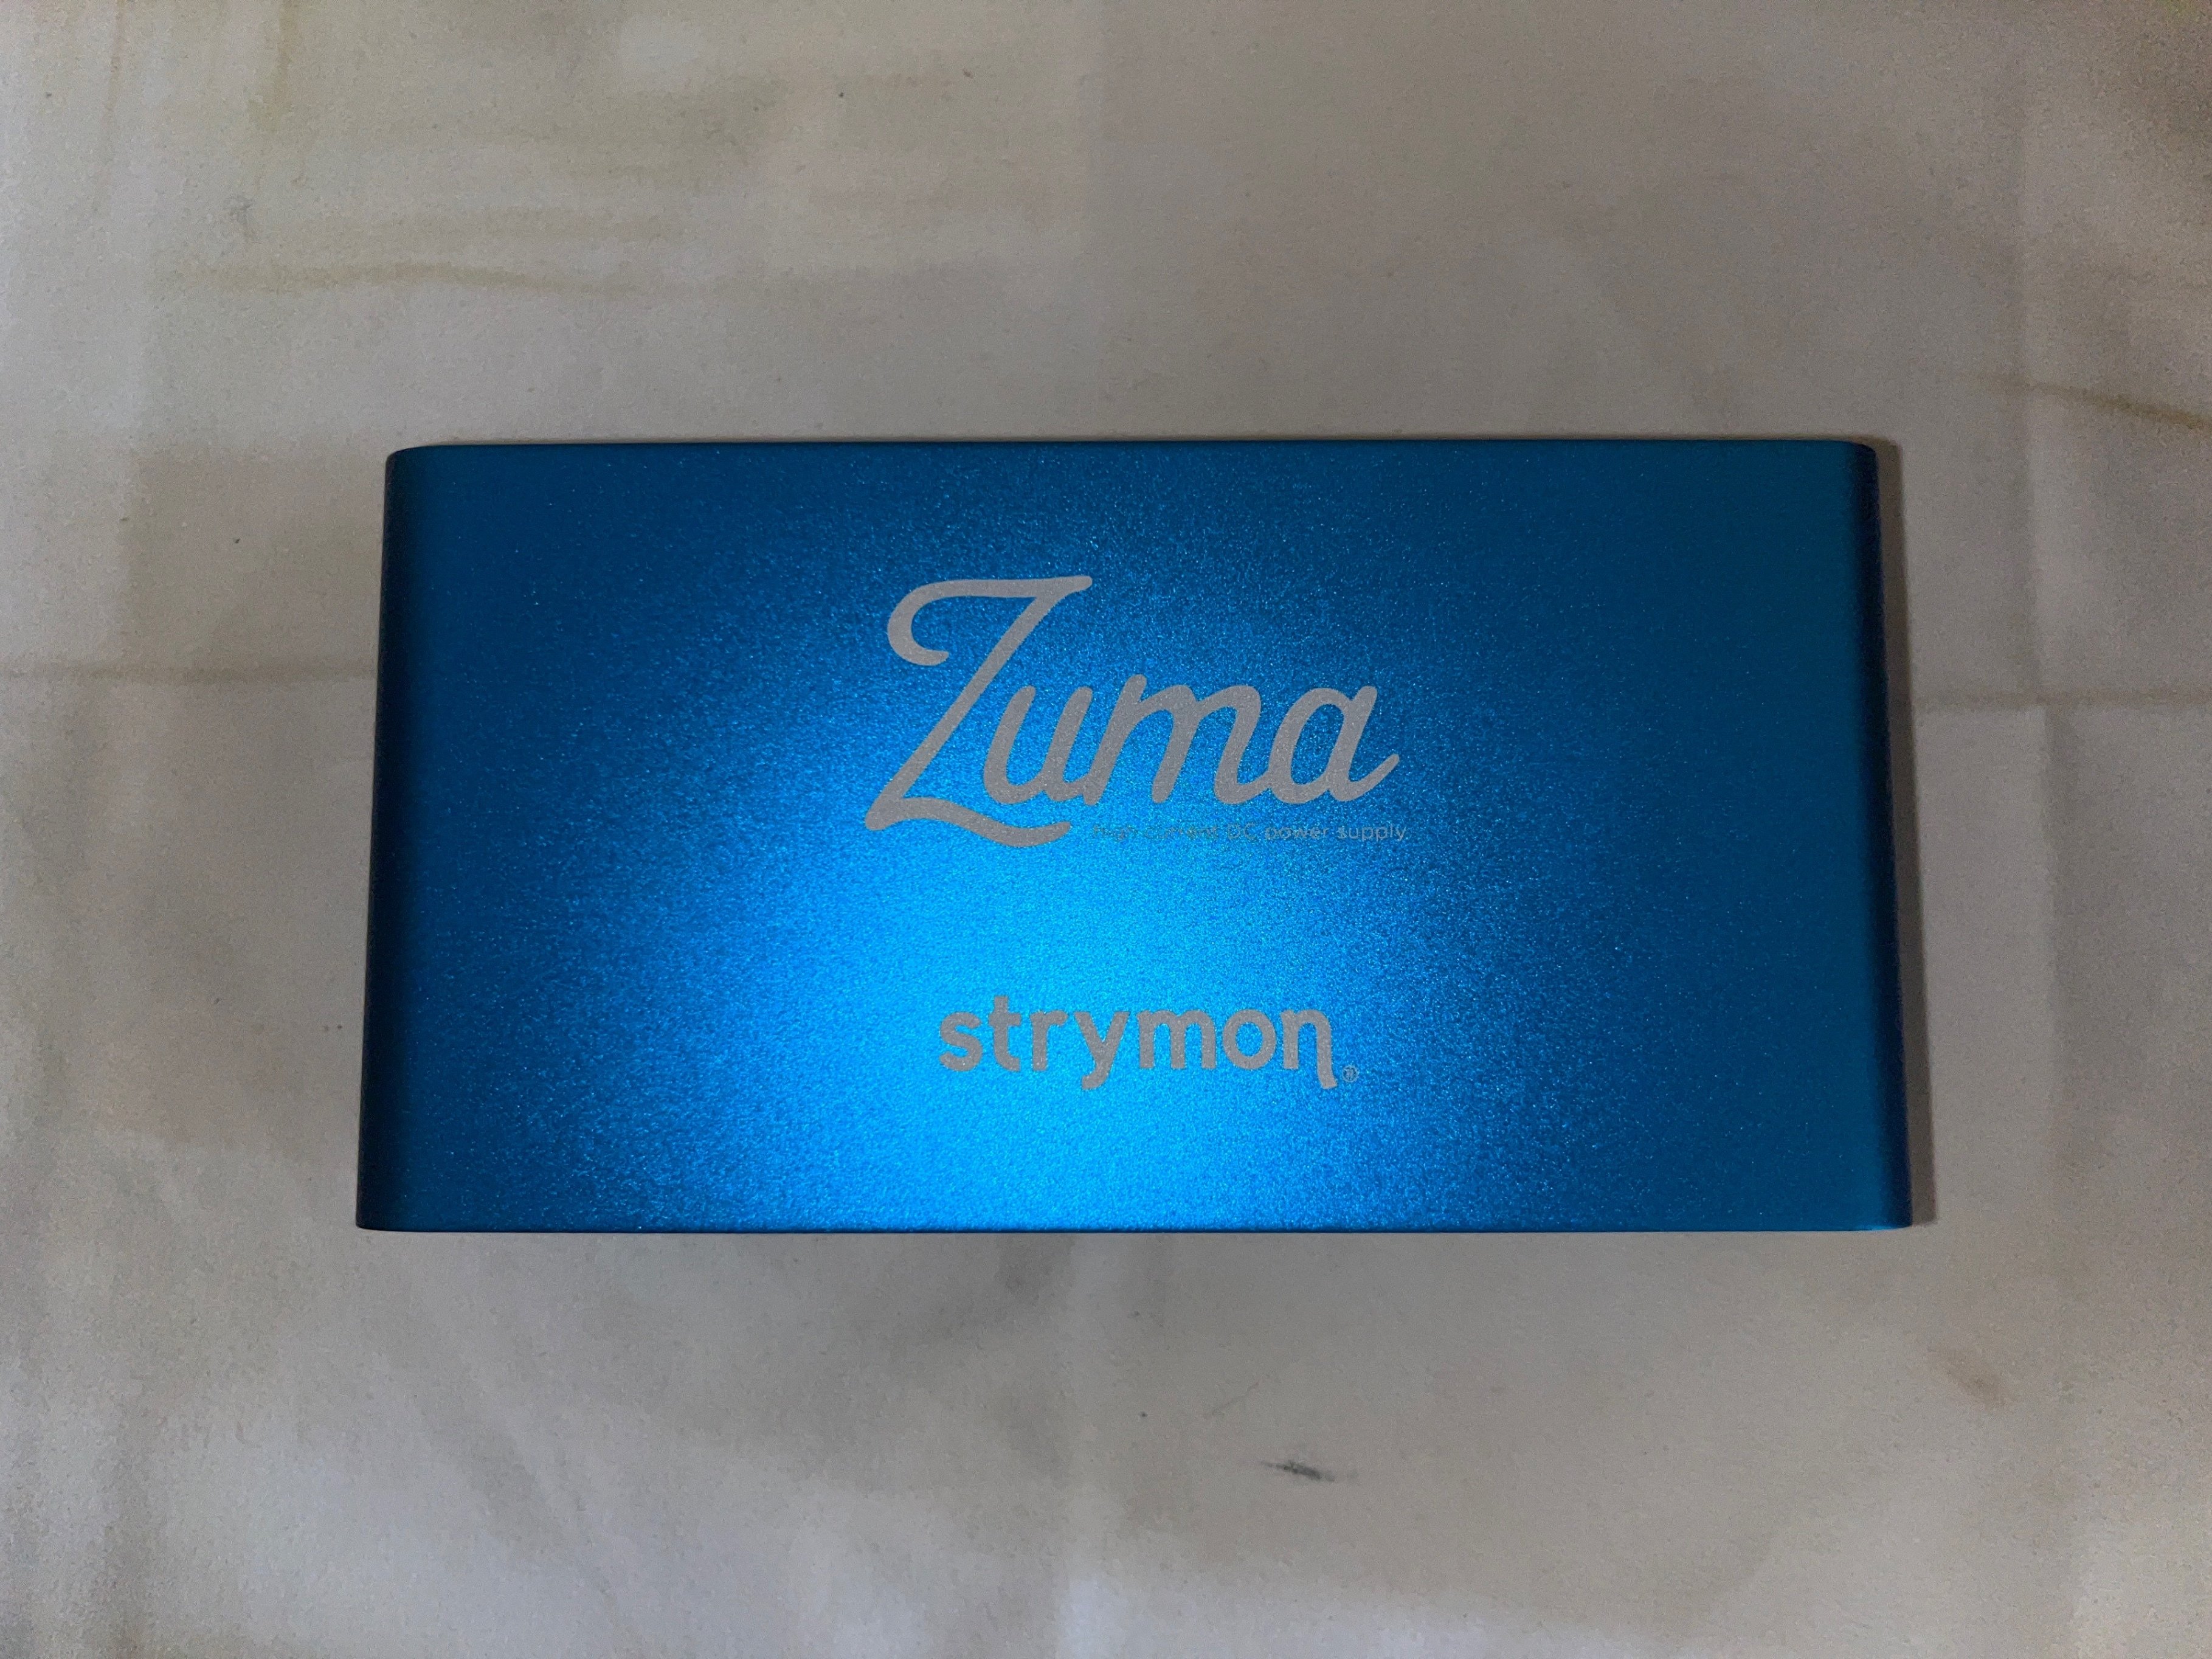 Zuma
high current DC power supply
strymon®